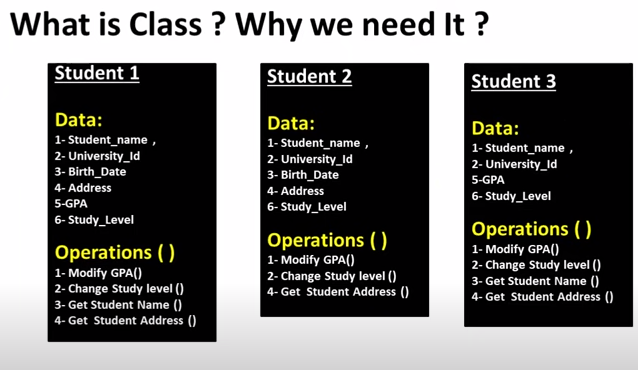 What is Class ? Why we need It ?
Student 1
Data:
1- Student_name ,
2- University_Id
3- Birth_Date
4- Address
5-GPA
6- Study_Level
Operations ( )
1- Modify GPA()
2- Change Study level ()
3- Get Student Name ()
4- Get Student Address ()
Student 2
Data:
1- Student_name ,
2- University_Id
3- Birth_Date
4- Address
6- Study_Level
Operations ( )
1- Modify GPA()
2- Change Study level ()
4- Get Student Address ()
Student 3
Data:
1- Student_name ,
2- University_Id
5-GPA
6- Study_Level
Operations ( )
1- Modify GPA()
2- Change Study level ()
3- Get Student Name ()
4- Get Student Address ()